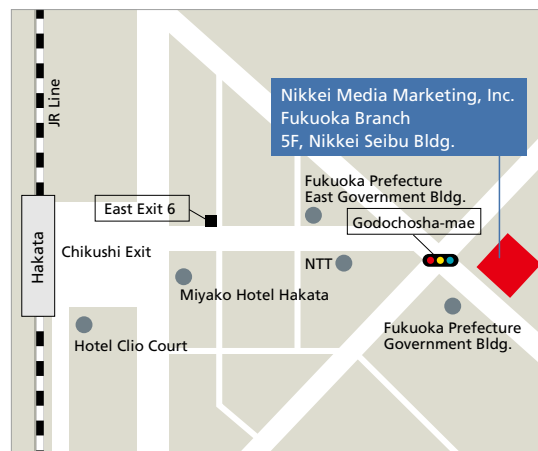 JR Line
Nikkei Media Marketing, Inc.
Fukuoka Branch
5F, Nikkei Seibu Bldg.
Fukuoka Prefecture
East Government Bldg.
East Exit 6
Godochosha-mae
Hakata
Chikushi Exit
NTT
Miyako Hotel Hakata
Hotel Clio Court
Fukuoka Prefecture
Government Bldg.